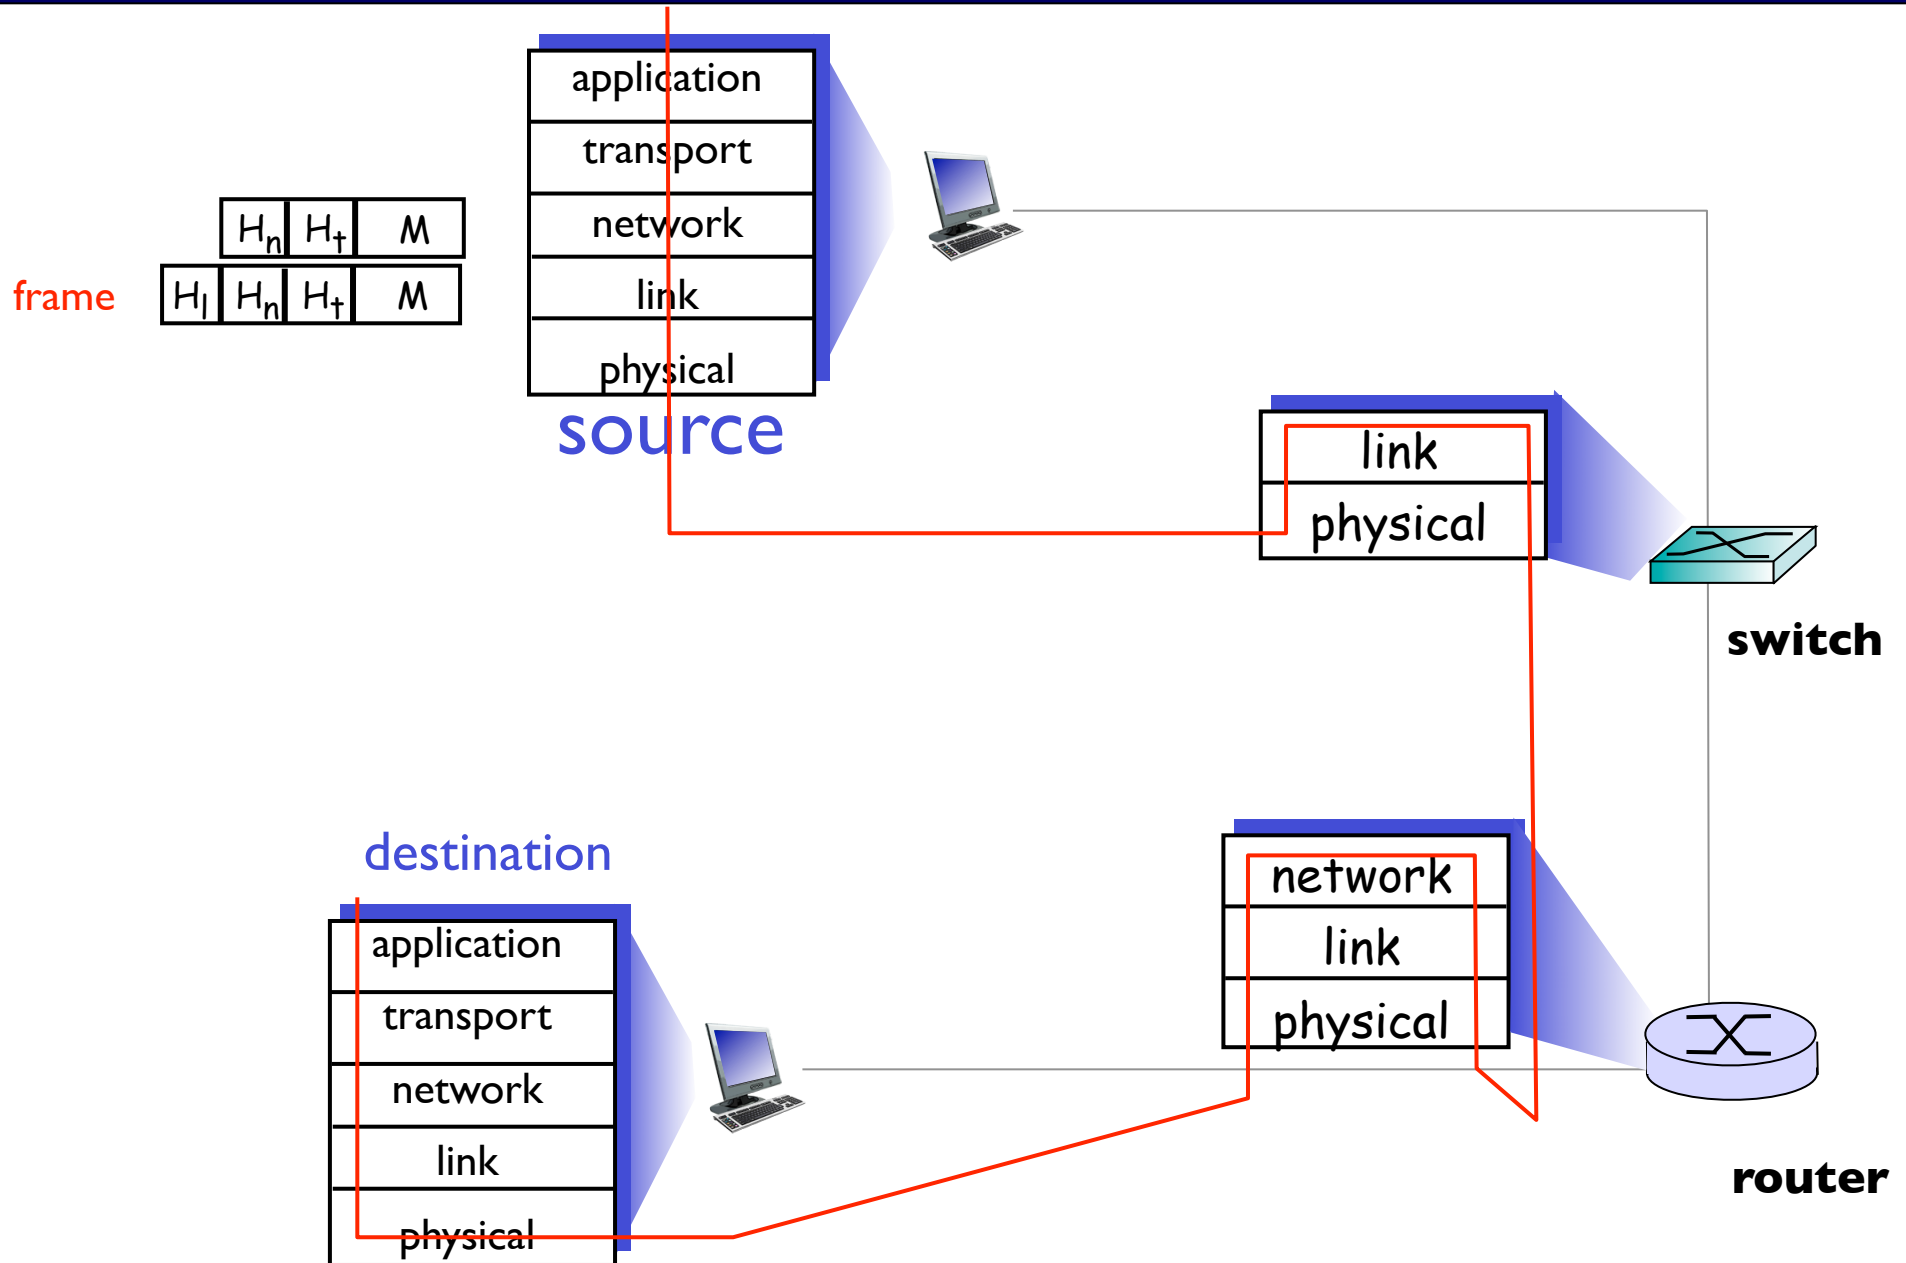 application
transport
network
link
physical
source
Hn Ht M
frame Hl Hn Ht M
link
physical
switch
destination
application
transport
network
link
physical
network
link
physical
router